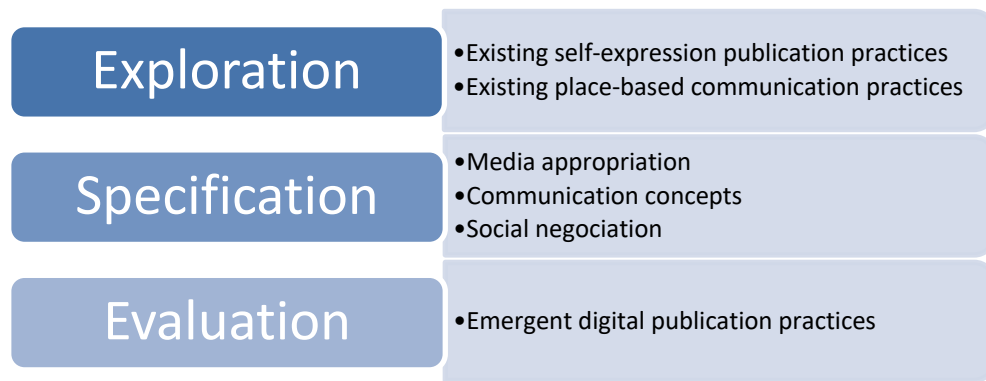 Exploration
•Existing self-expression publication practices
•Existing place-based communication practices
Specification
•Media appropriation
•Communication concepts
•Social negociation
Evaluation
•Emergent digital publication practices